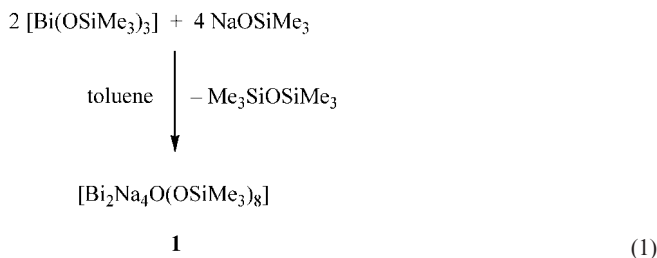 2 [Bi(OSiMe₃)₃] + 4 NaOSiMe₃
toluene – Me₃SiOSiMe₃
[Bi₂Na₄O(OSiMe₃)₈]
1
(1)